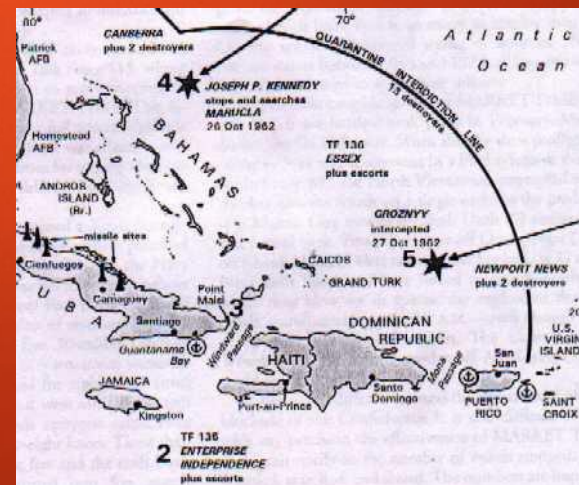 80°
70°
Patrick
AFB
CANBERRA
plus 2 destroyers
Atlantic
Ocean
QUARANTINE INTERDICTION LINE
13 destroyers
4
JOSEPH P. KENNEDY
stops and searches
MARUCLA
26 Oct 1962
Homestead
AFB
BAHAMAS
TF 136
ESSEX
plus escorts
ANDROS
ISLAND
(Br.)
GROZNYY
intercepted
27 Oct 1962
5
missile sites
Cienfuegos
CAICOS
GRAND TURK
NEWPORT NEWS
plus 2 destroyers
Camaguey
Point
Maisi
3
CUBA
Santiago
Guantanamo
Bay
Windward
Passage
DOMINICAN
REPUBLIC
HAITI
San
Juan
U.S.
VIRGIN
ISLAND
JAMAICA
Kingston
Port-au-Prince
Santo
Domingo
Mona
Passage
PUERTO
RICO
SAINT
CROIX
2
TF 136
ENTERPRISE
INDEPENDENCE
plus escorts